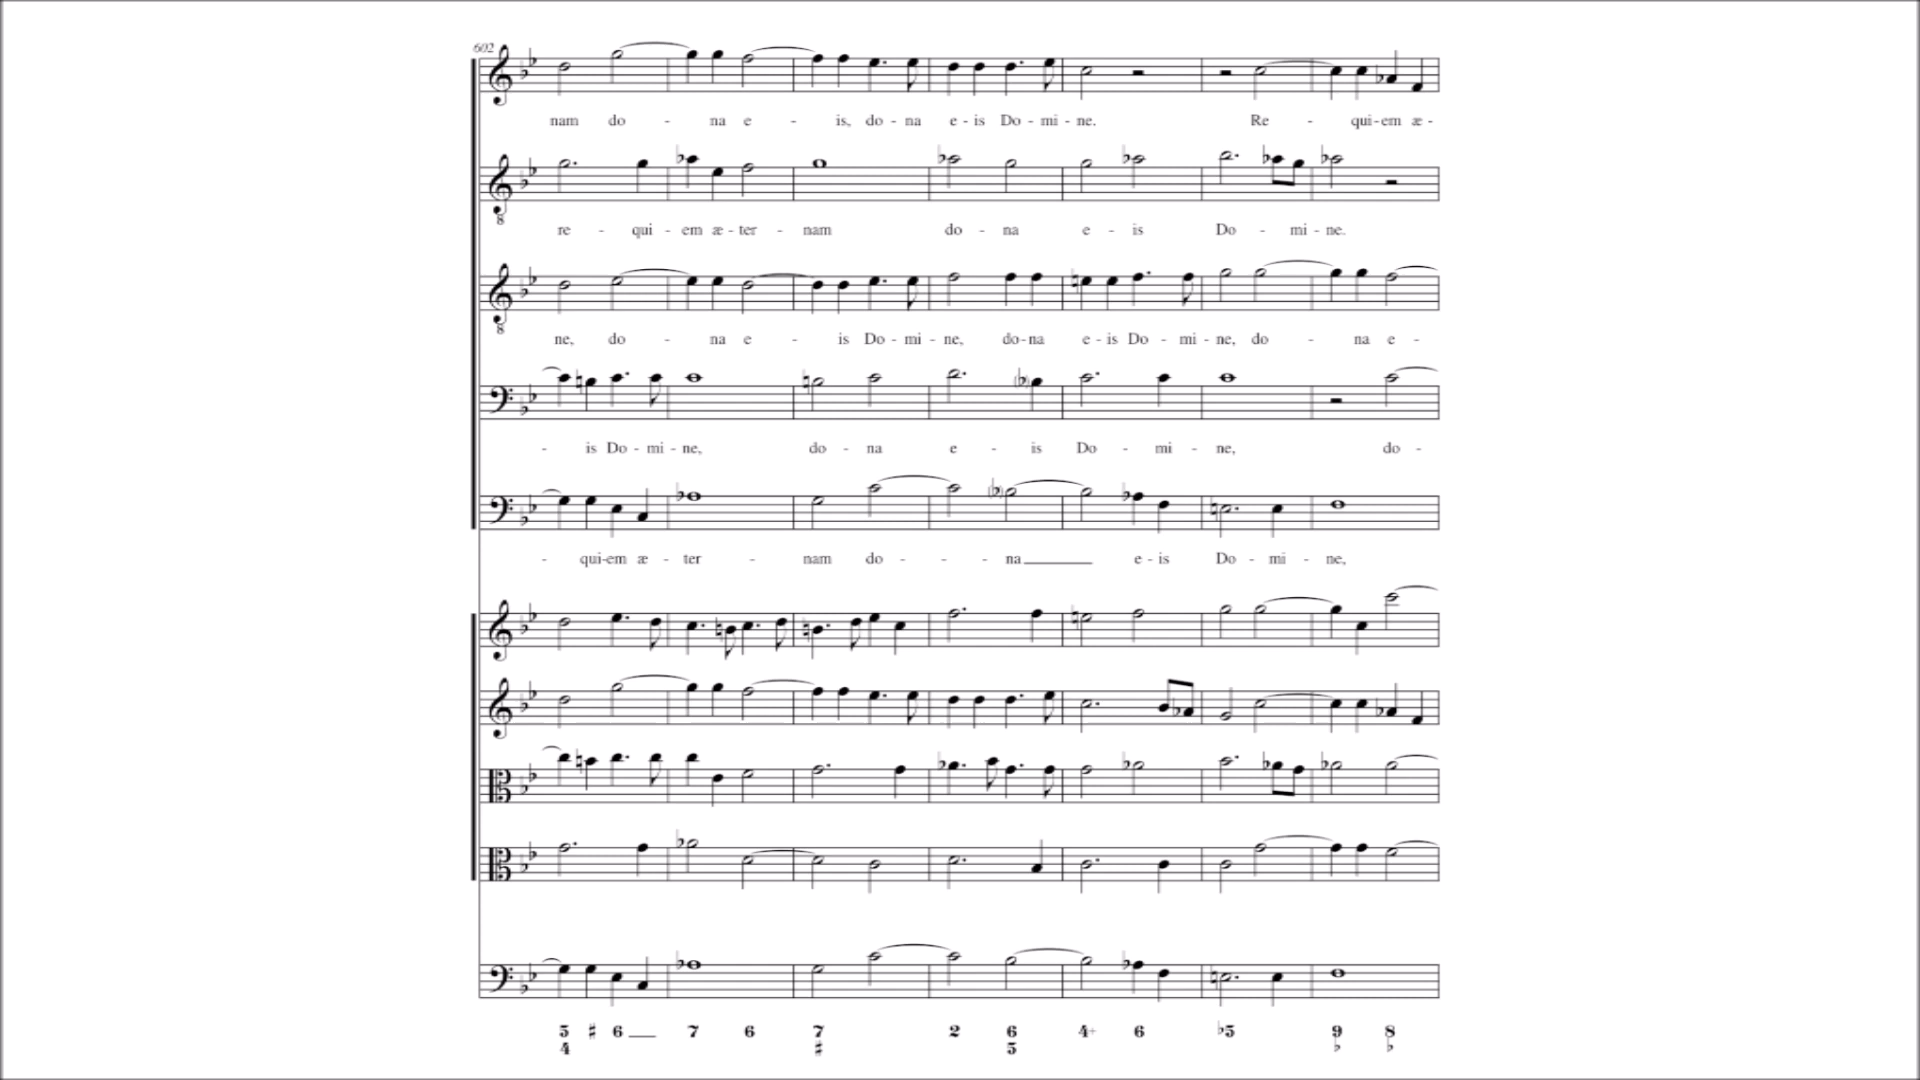 602
nam do - na e - is, do - na e - is Do - mi - ne. Re - qui - em æ -
8
re - qui - em æ - ter - nam do - na e - is Do - mi - ne.
8
ne, do - na e - is Do - mi - ne, do - na e - is Do - mi - ne, do - na e -
- is Do - mi - ne, do - na e - is Do - mi - ne, do -
- qui-em æ - ter - nam do - - - na e - is Do - mi - ne,
5 ♯ 6 7 6 7 2 6 4+ 6 ♭5 9 8
4 ♯ 5 ♭ ♭